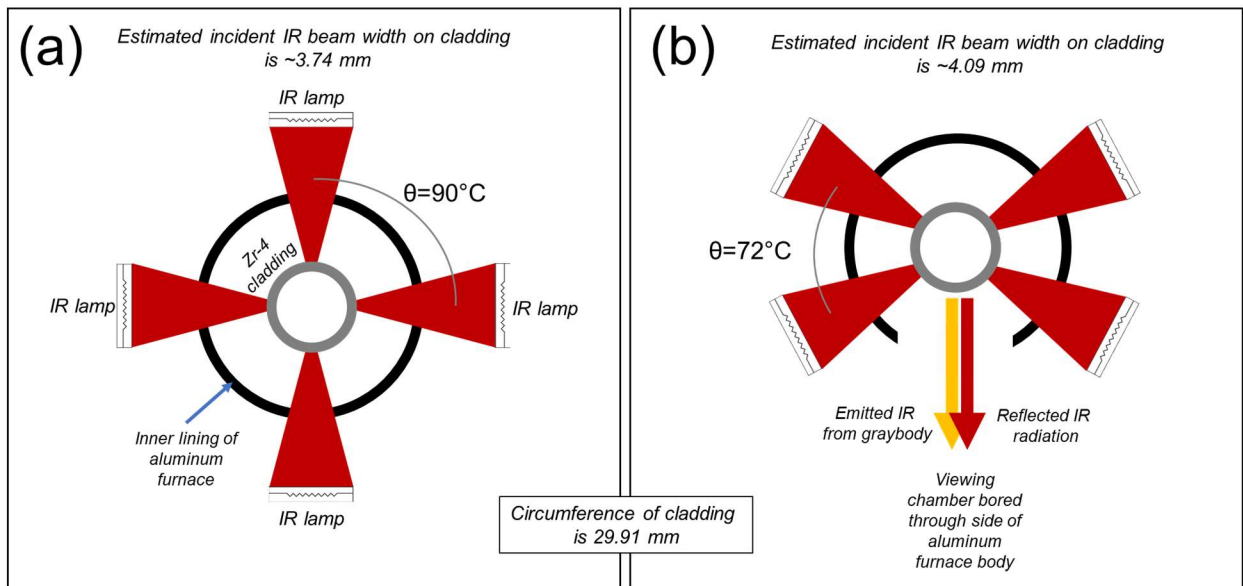 (a)
Estimated incident IR beam width on cladding
is ~3.74 mm
IR lamp
θ=90°C
Zr-4
cladding
IR lamp
IR lamp
Inner lining of
aluminum
furnace
IR lamp
(b)
Estimated incident IR beam width on cladding
is ~4.09 mm
θ=72°C
Emitted IR
from graybody
Reflected IR
radiation
Viewing
chamber bored
through side of
aluminum
furnace body
Circumference of cladding
is 29.91 mm